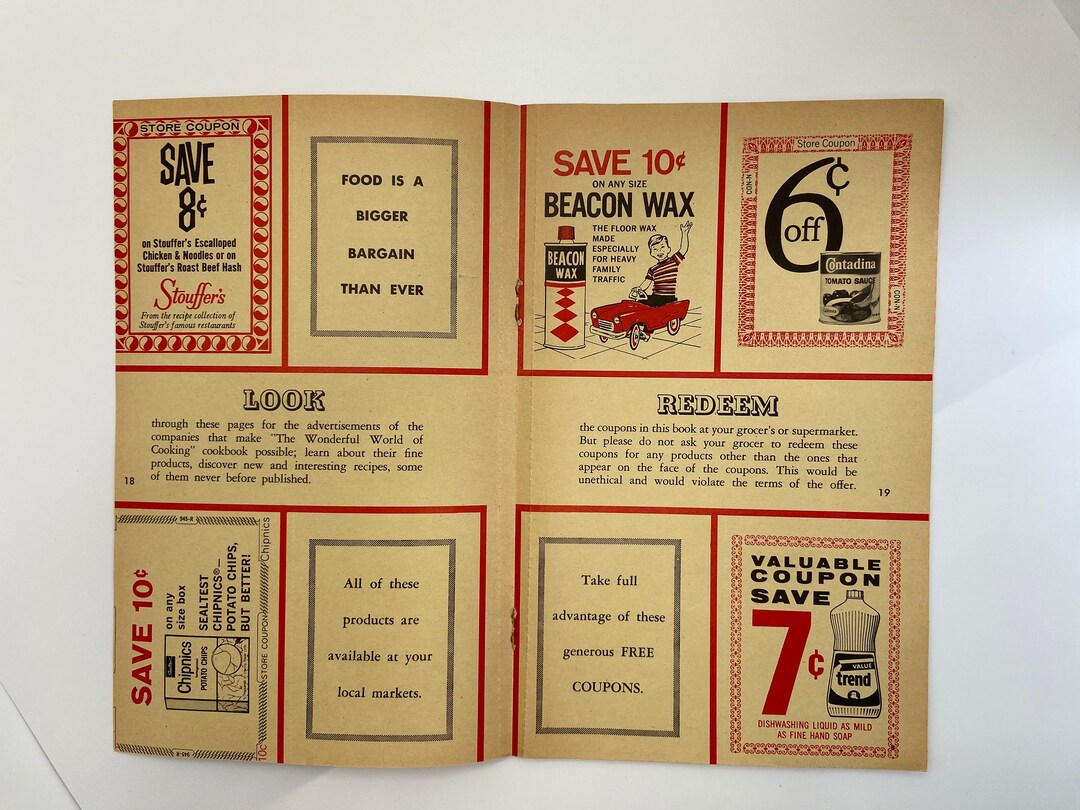 STORE COUPON
SAVE
8¢
on Stouffer's Escalloped
Chicken & Noodles or on
Stouffer's Roast Beef Hash
Stouffer's
From the recipe collection of
Stouffer's famous restaurants
FOOD IS A
BIGGER
BARGAIN
THAN EVER
LOOK
through these pages for the advertisements of the
companies that make "The Wonderful World of
Cooking" cookbook possible; learn about their fine
products, discover new and interesting recipes, some
of them never before published.
18
945-R
SAVE 10¢
on any
size box
SEALTEST
CHIPNICS®—
POTATO CHIPS,
BUT BETTER!
Chipnics
POTATO CHIPS
STORE COUPON
Chipnics
10¢
All of these
products are
available at your
local markets.
SAVE 10¢
ON ANY SIZE
BEACON WAX
THE FLOOR WAX
MADE
ESPECIALLY
FOR HEAVY
FAMILY
TRAFFIC
BEACON
WAX
Store Coupon
CON-N
6¢
off
Contadina
TOMATO SAUCE
CON-N
REDEEM
the coupons in this book at your grocer's or supermarket.
But please do not ask your grocer to redeem these
coupons for any products other than the ones that
appear on the face of the coupons. This would be
unethical and would violate the terms of the offer.
19
Take full
advantage of these
generous FREE
COUPONS.
VALUABLE
COUPON
SAVE
7¢
VALUE
trend
DISHWASHING LIQUID AS MILD
AS FINE HAND SOAP